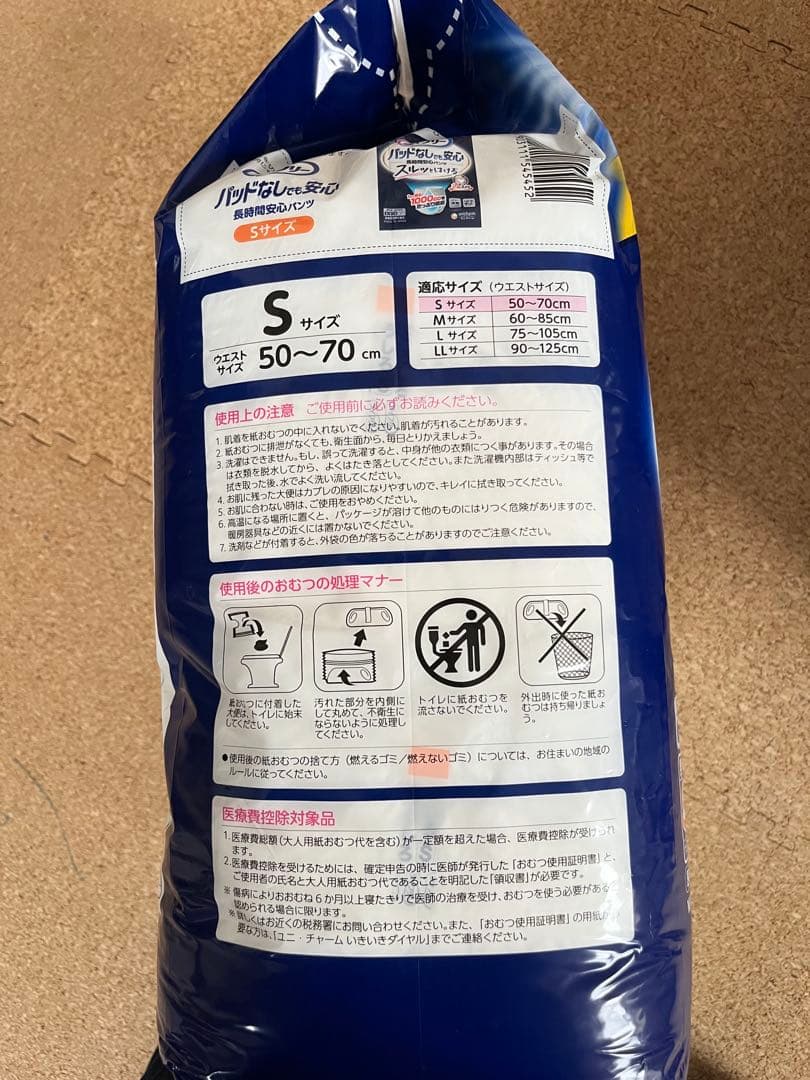 パッドなしでも安心
長時間安心パンツ
Sサイズ
パッドなしでも安心
長時間安心パンツ
スルッとはける
1000cc
545452
S サイズ
ウエストサイズ 50〜70 cm
適応サイズ（ウエストサイズ）
S サイズ 50〜70cm
M サイズ 60〜85cm
L サイズ 75〜105cm
LL サイズ 90〜125cm
使用上の注意 ご使用前に必ずお読みください。
1. 肌着を紙おむつの中に入れないでください。肌着が汚れることがあります。
2. 紙おむつに排泄がなくても、衛生面から、毎日とりかえましょう。
3. 洗濯はできません。もし、誤って洗濯すると、中身が他の衣類につく事があります。その場合
は衣類を脱水してから、よくはたき落としてください。また洗濯機内部はティッシュ等で
拭き取った後、水でよく洗い流してください。
4. お肌に残った大便はカブレの原因になりやすいので、キレイに拭き取ってください。
5. お肌に合わない時は、ご使用をおやめください。
6. 高温になる場所に置くと、パッケージが溶けて他のものにはりつく危険がありますので、
暖房器具などの近くには置かないでください。
7. 洗剤などが付着すると、外袋の色が落ちることがありますのでご注意ください。
使用後のおむつの処理マナー
紙おむつに付着した
大便は、トイレに始末
してください。
汚れた部分を内側に
して丸めて、不衛生に
ならないように処理し
てください。
トイレに紙おむつを
流さないでください。
外出時に使った紙お
むつは持ち帰りましょ
う。
●使用後の紙おむつの捨て方（燃えるゴミ／燃えないゴミ）については、お住まいの地域の
ルールに従ってください。
医療費控除対象品
1. 医療費総額（大人用紙おむつ代を含む）が一定額を超えた場合、医療費控除が受けられ
ます。
2. 医療費控除を受けるためには、確定申告の時に医師が発行した「おむつ使用証明書」と、
ご使用者の氏名と大人用紙おむつ代であることを明記した「領収書」が必要です。
※ 傷病によりおおむね6か月以上寝たきりで医師の治療を受け、おむつを使う必要がある
認められる場合に限ります。
※ 詳しくはお近くの税務署にお問い合わせください。また、「おむつ使用証明書」の用紙が
要な方は、「ユニ・チャーム いきいきダイヤル」までご連絡ください。